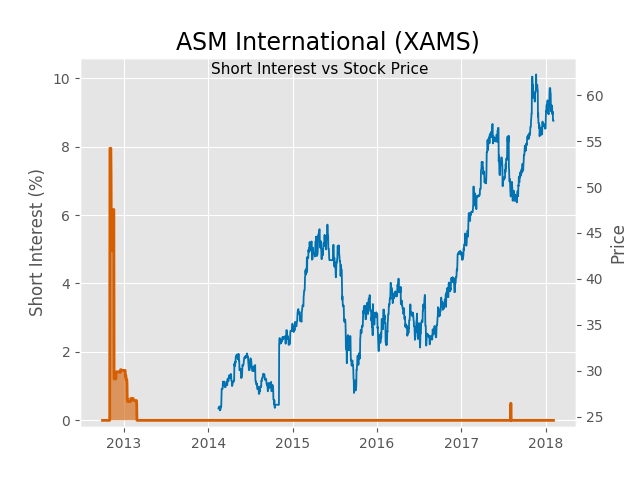 ASM International (XAMS)
Short Interest vs Stock Price
Short Interest (%)
10
8
6
4
2
0
60
55
50
45
40
35
30
25
Price
2013 2014 2015 2016 2017 2018